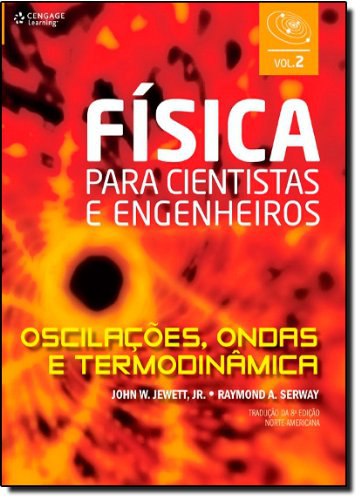 CENGAGE
Learning™
VOL.2
FÍSICA
PARA CIENTISTAS
E ENGENHEIROS
OSCILAÇÕES, ONDAS
E TERMODINÂMICA
JOHN W. JEWETT, JR. • RAYMOND A. SERWAY
TRADUÇÃO DA 8ª EDIÇÃO
NORTE-AMERICANA